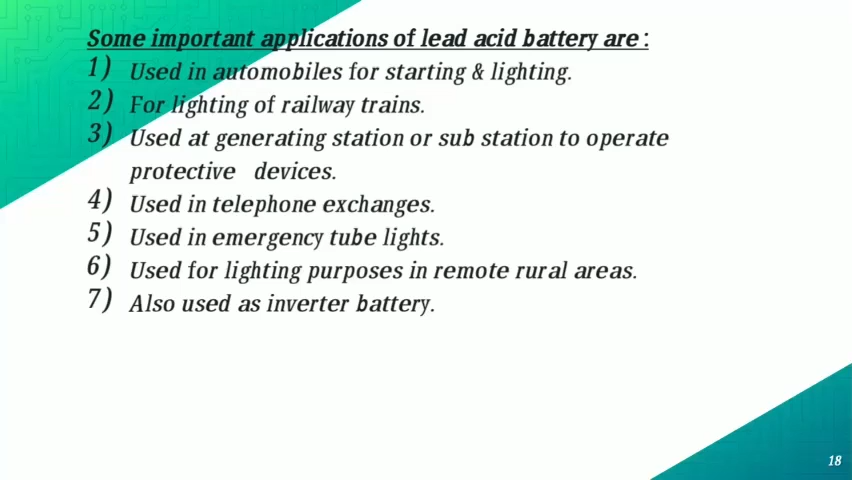 Some important applications of lead acid battery are :
1) Used in automobiles for starting & lighting.
2) For lighting of railway trains.
3) Used at generating station or sub station to operate
protective devices.
4) Used in telephone exchanges.
5) Used in emergency tube lights.
6) Used for lighting purposes in remote rural areas.
7) Also used as inverter battery.
18